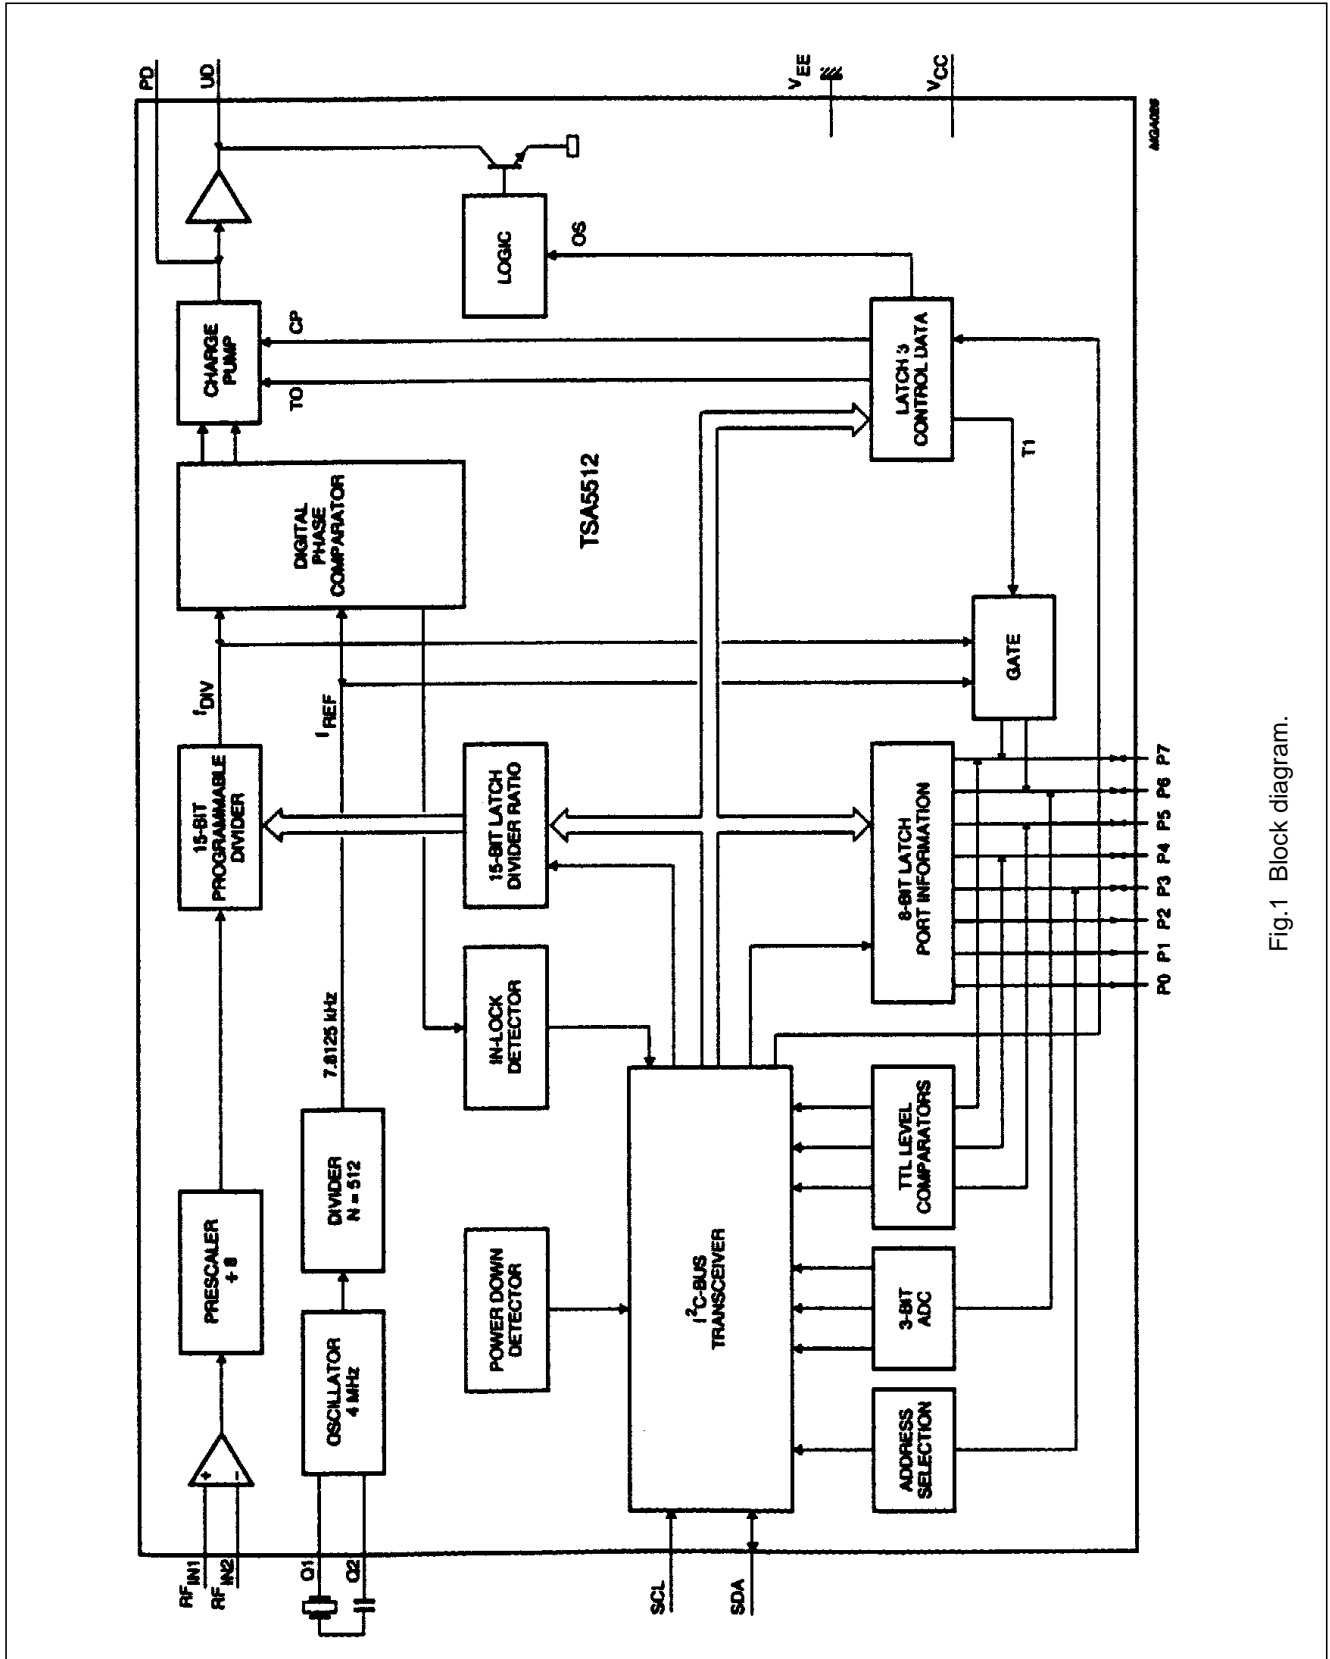 RF IN1
RF IN2
Q1
Q2
PRESCALER
÷ 8
OSCILLATOR
4 MHz
DIVIDER
N = 512
7.8125 kHz
15-BIT
PROGRAMMABLE
DIVIDER
fDIV
fREF
DIGITAL
PHASE
COMPARATOR
CHARGE
PUMP
PD
UD
POWER DOWN
DETECTOR
IN-LOCK
DETECTOR
15-BIT LATCH
DIVIDER RATIO
TSA5512
TO
CP
LOGIC
OS
SCL
SDA
I²C-BUS
TRANSCEIVER
VEE
VCC
ADDRESS
SELECTION
3-BIT
ADC
TTL LEVEL
COMPARATORS
8-BIT LATCH
PORT INFORMATION
GATE
T1
LATCH 3
CONTROL DATA
P0 P1 P2 P3 P4 P5 P6 P7
Fig.1 Block diagram.